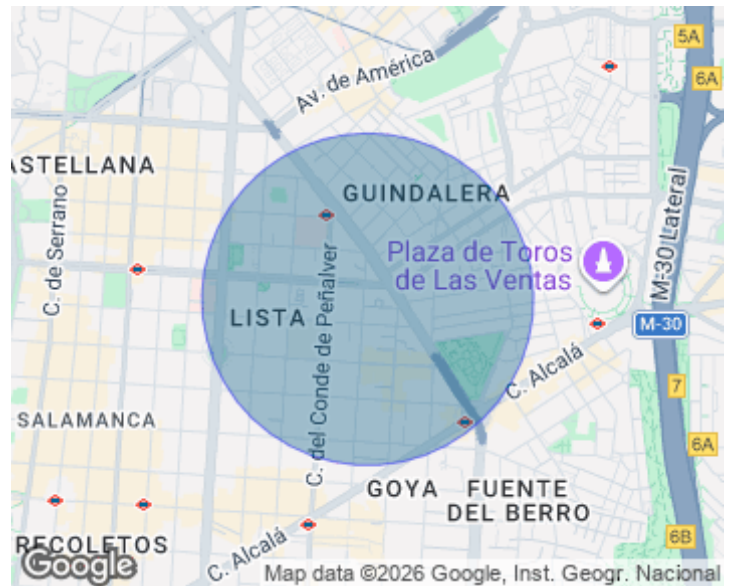 5A
Av. de América
6A
ASTELLANA
GUINDALERA
C. de Serrano
Plaza de Toros
de Las Ventas
M-30 Lateral
C. del Conde de Peñalver
LISTA
M-30
C. Alcalá
7
SALAMANCA
6A
GOYA
FUENTE
DEL BERRO
RECOLETOS
C. Alcalá
6B
Google
Map data ©2026 Google, Inst. Geogr. Nacional